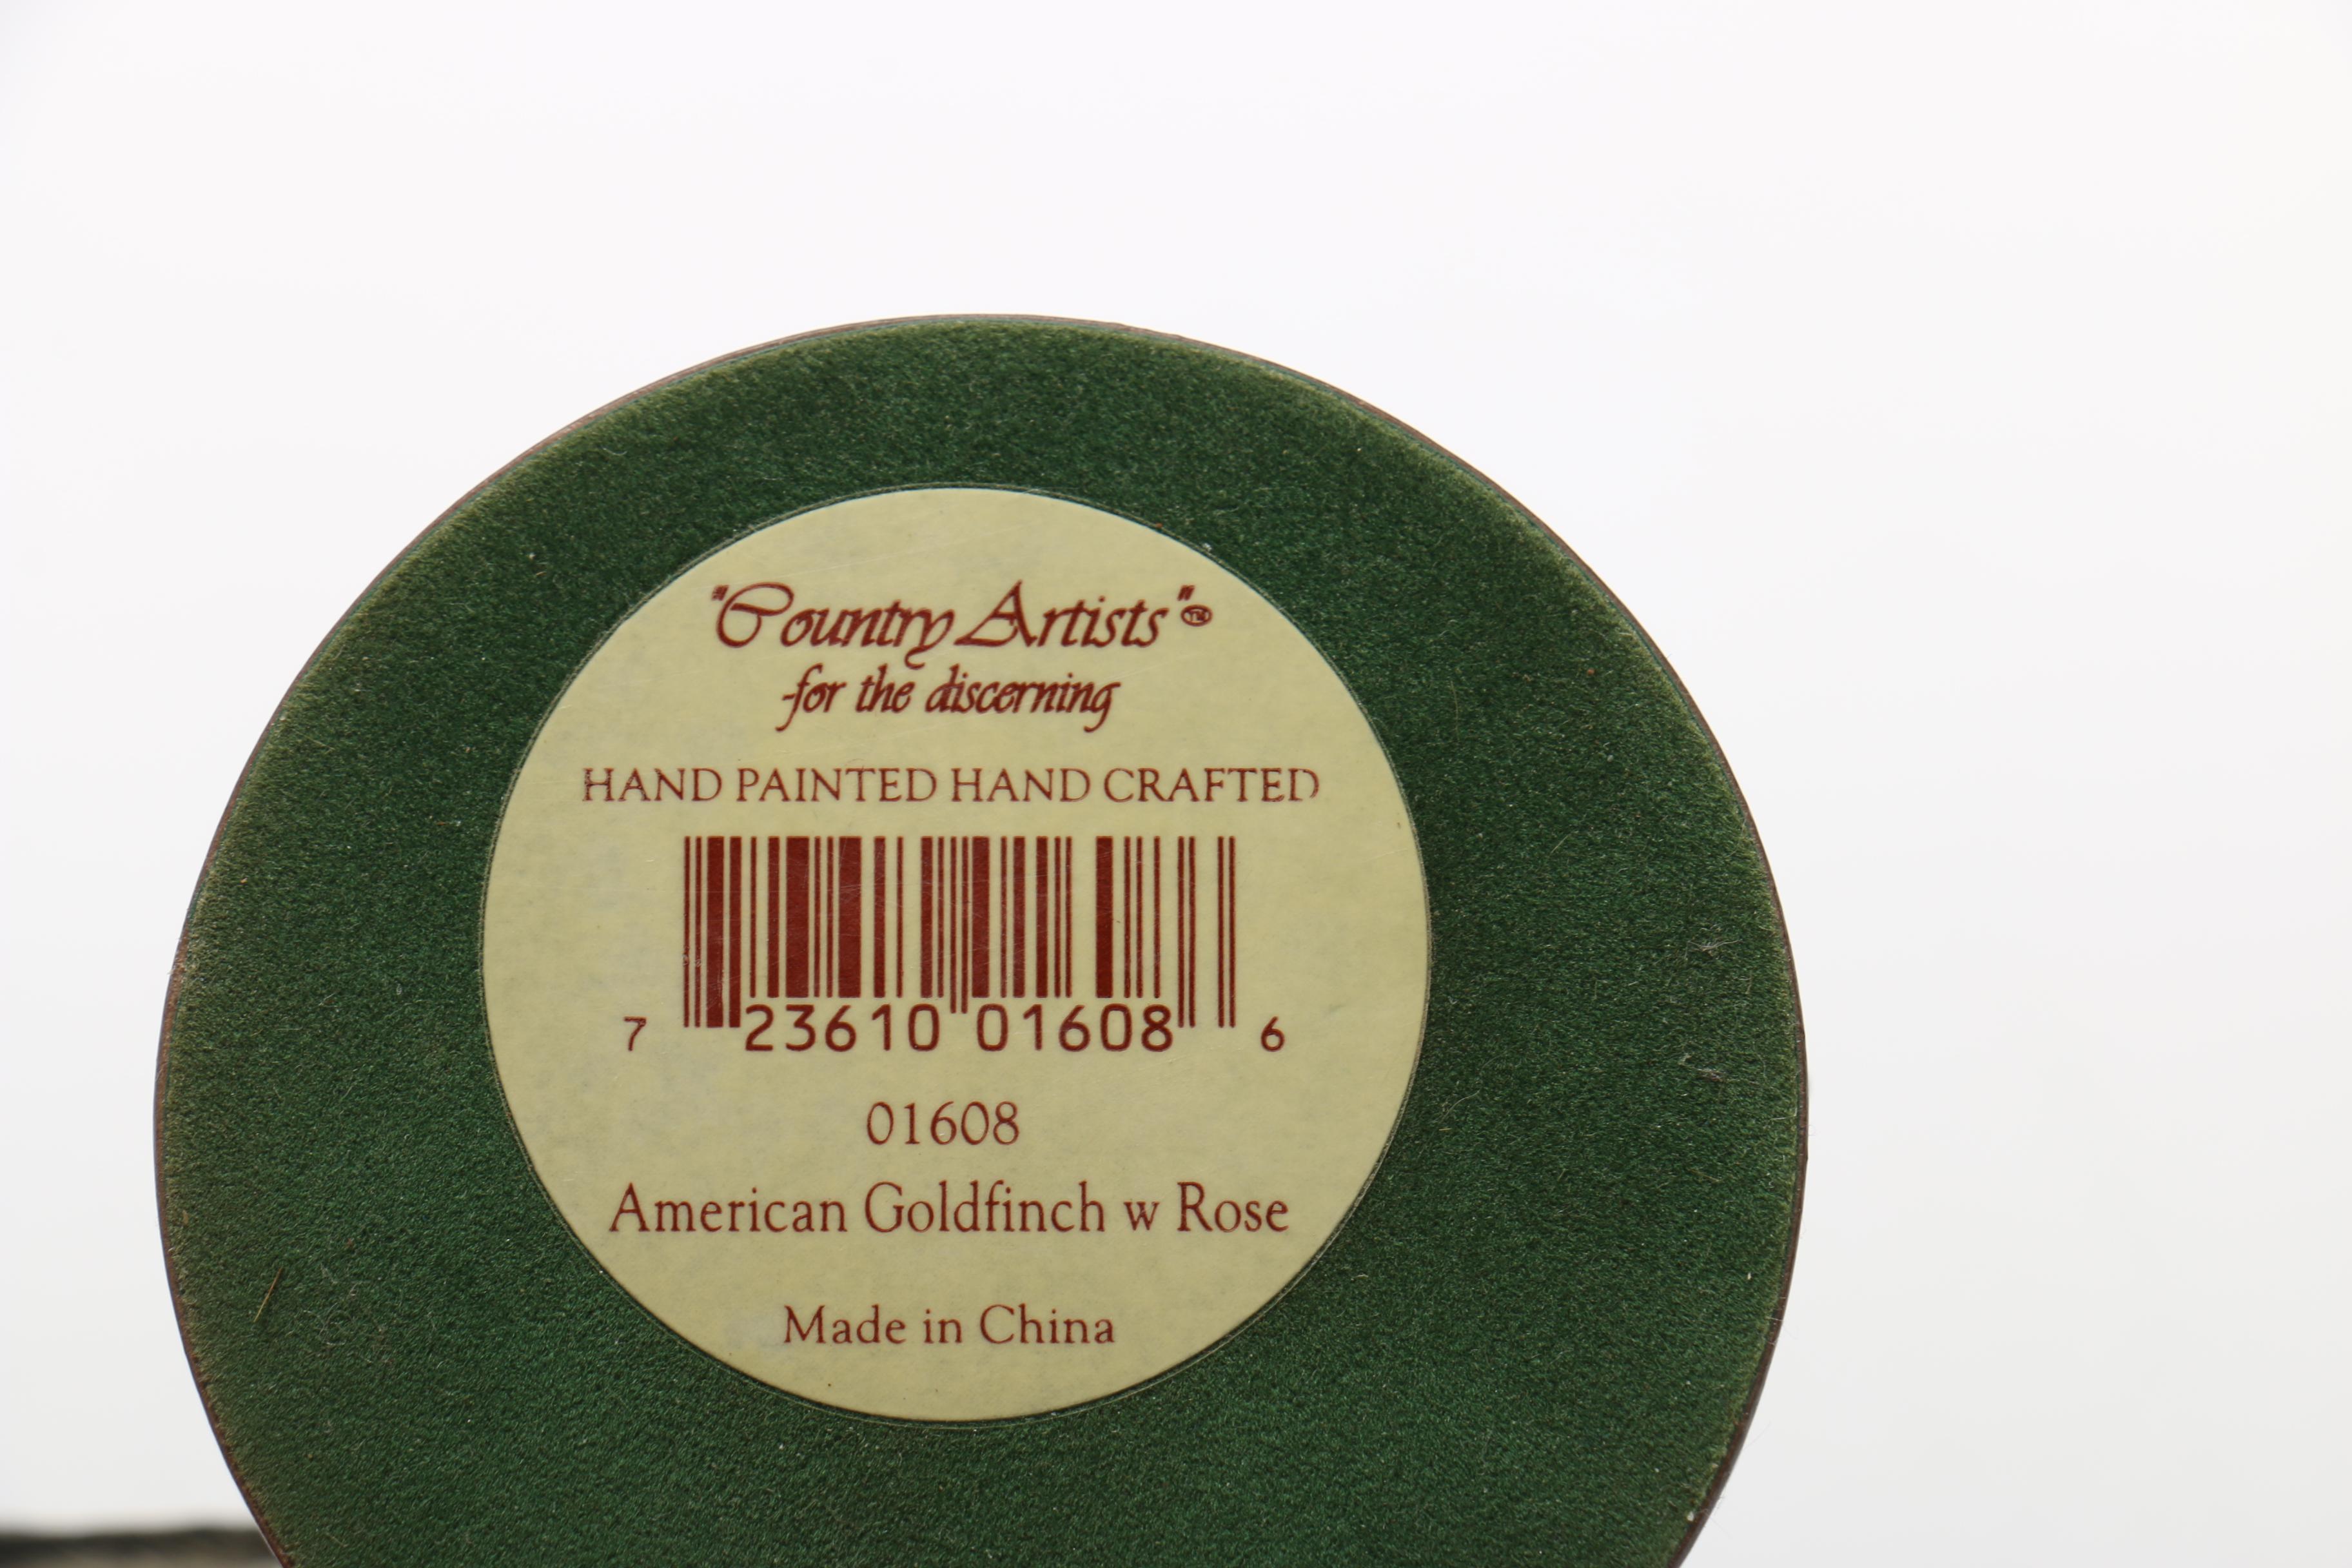 "Country Artists"™
-for the discerning
HAND PAINTED HAND CRAFTED
7 23610 01608 6
01608
American Goldfinch w Rose
Made in China